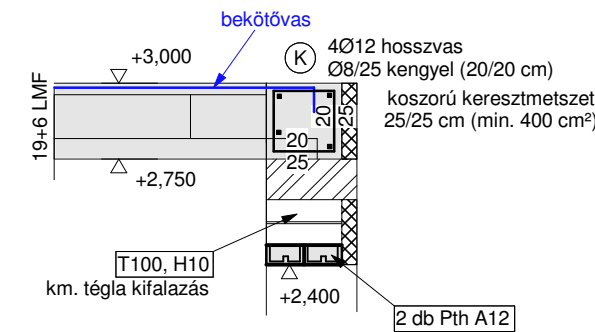 bekötővas
+3,000
K
4Ø12 hosszvas
Ø8/25 kengyel (20/20 cm)
koszorú keresztmetszet
25/25 cm (min. 400 cm²)
19+6 LMF
20
25
20
25
+2,750
T100, H10
km. tégla kifalazás
+2,400
2 db Pth A12